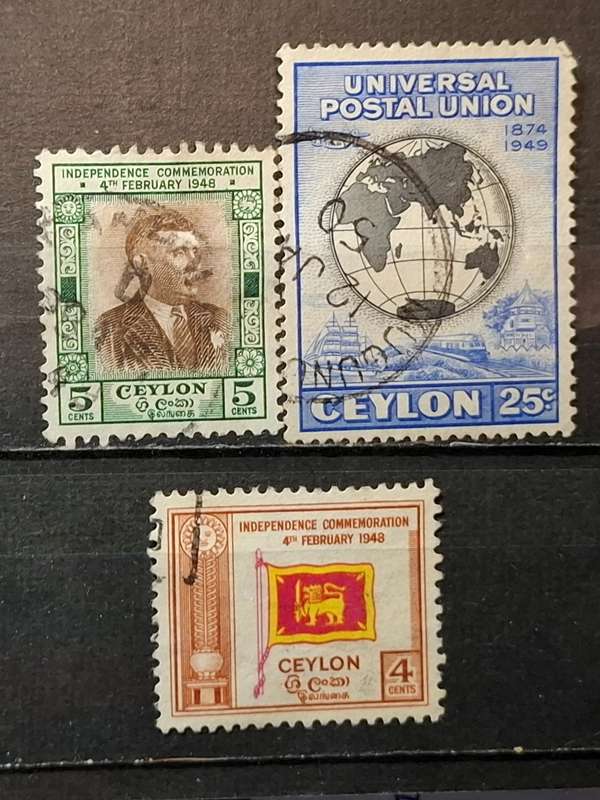 INDEPENDENCE COMMEMORATION
4TH FEBRUARY 1948
5
CENTS
CEYLON
ශ්‍රී ලංකා
இலங்கை
5
CENTS
UNIVERSAL
POSTAL UNION
1874
1949
CEYLON 25c
INDEPENDENCE COMMEMORATION
4TH FEBRUARY 1948
CEYLON
ශ්‍රී ලංකා
இலங்கை
4
CENTS